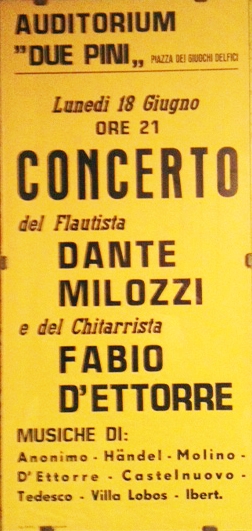 AUDITORIUM
"DUE PINI„ PIAZZA DEI GIUOCHI DELFICI
Lunedì 18 Giugno
ORE 21
CONCERTO
del Flautista
DANTE
MILOZZI
e del Chitarrista
FABIO
D'ETTORRE
MUSICHE DI:
Anonimo - Händel - Molino -
D'Ettorre - Castelnuovo -
Tedesco - Villa Lobos - Ibert.